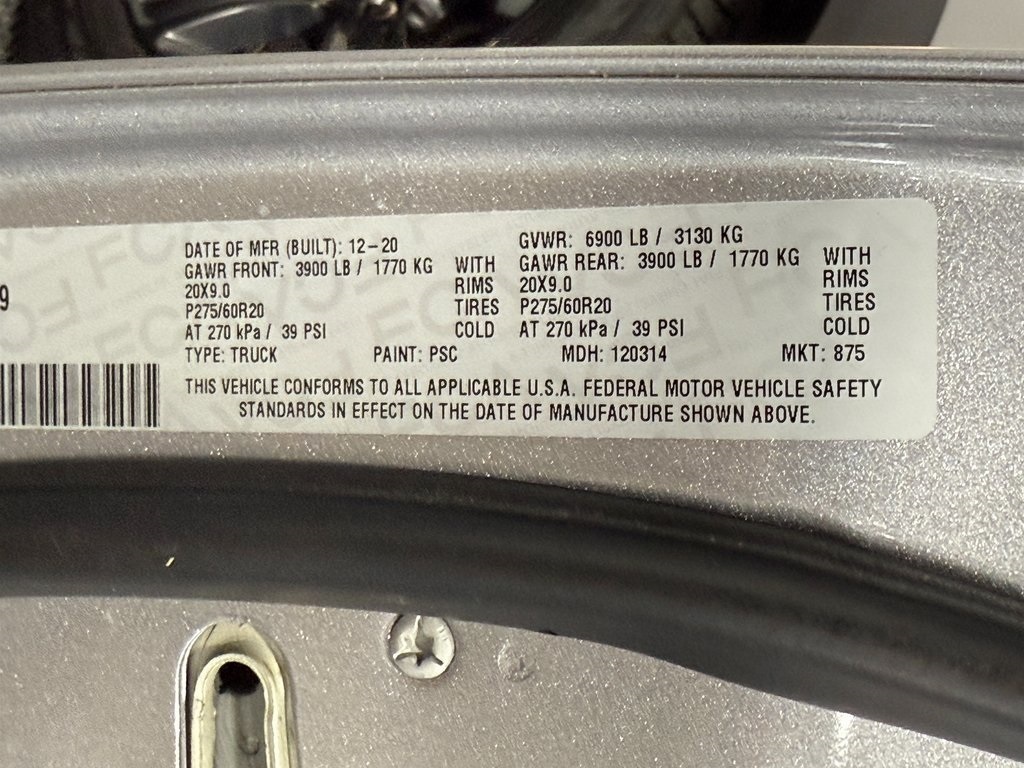 9
DATE OF MFR (BUILT): 12-20
GVWR: 6900 LB / 3130 KG
GAWR FRONT: 3900 LB / 1770 KG WITH
GAWR REAR: 3900 LB / 1770 KG WITH
20X9.0 RIMS
20X9.0 RIMS
P275/60R20 TIRES
P275/60R20 TIRES
AT 270 kPa / 39 PSI COLD
AT 270 kPa / 39 PSI COLD
TYPE: TRUCK PAINT: PSC MDH: 120314 MKT: 875
THIS VEHICLE CONFORMS TO ALL APPLICABLE U.S.A. FEDERAL MOTOR VEHICLE SAFETY
STANDARDS IN EFFECT ON THE DATE OF MANUFACTURE SHOWN ABOVE.